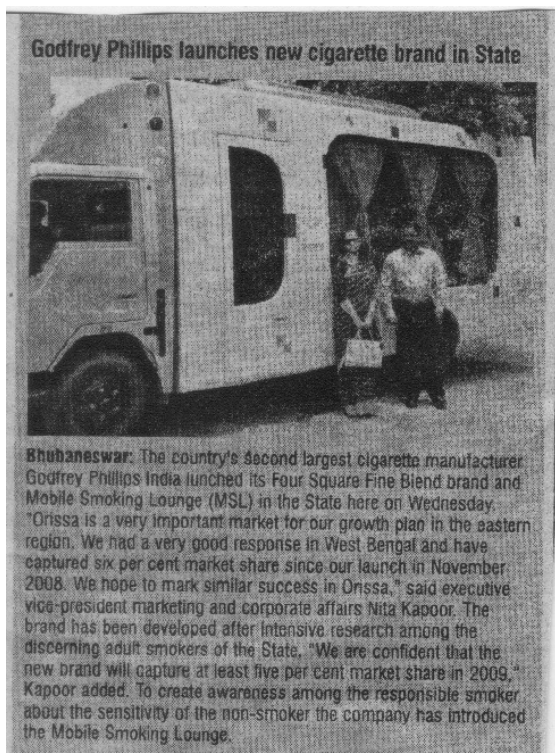 Godfrey Phillips launches new cigarette brand in State
Bhubaneswar: The country's second largest cigarette manufacturer
Godfrey Phillips India lunched its Four Square Fine Blend brand and
Mobile Smoking Lounge (MSL) in the State here on Wednesday.
"Orissa is a very important market for our growth plan in the eastern
region. We had a very good response in West Bengal and have
captured six per cent market share since our launch in November
2008. We hope to mark similar success in Orissa," said executive
vice-president marketing and corporate affairs Nita Kapoor. The
brand has been developed after intensive research among the
discerning adult smokers of the State. "We are confident that the
new brand will capture at least five per cent market share in 2009,"
Kapoor added. To create awareness among the responsible smoker
about the sensitivity of the non-smoker the company has introduced
the Mobile Smoking Lounge.